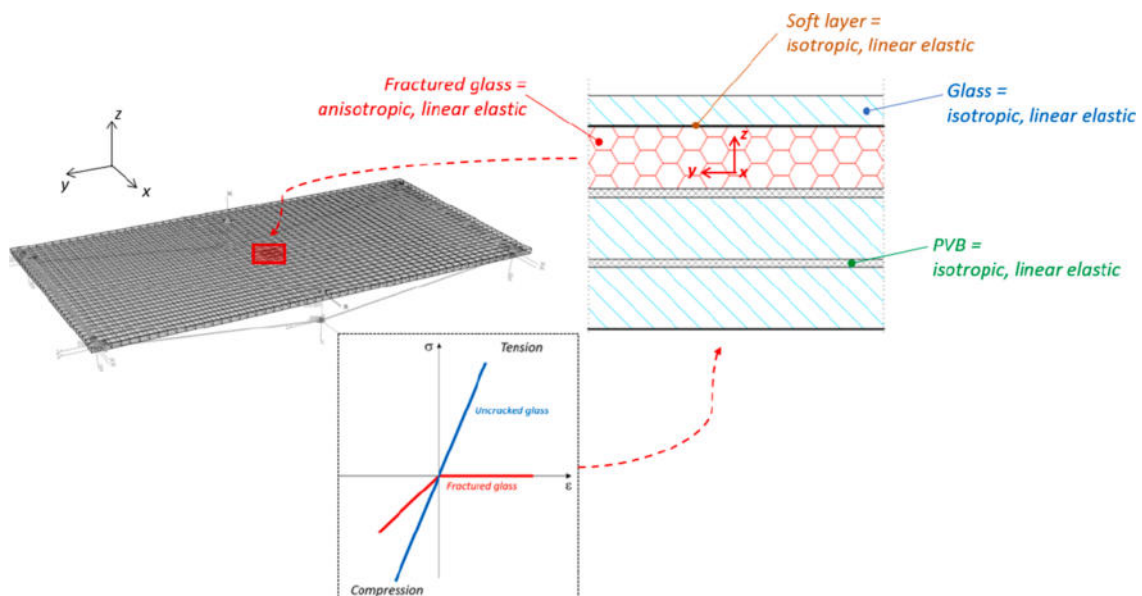 Soft layer =
isotropic, linear elastic
Fractured glass =
anisotropic, linear elastic
Glass =
isotropic, linear elastic
z
y
x
z
y
x
PVB =
isotropic, linear elastic
σ
Tension
Uncracked glass
Fractured glass
ε
Compression